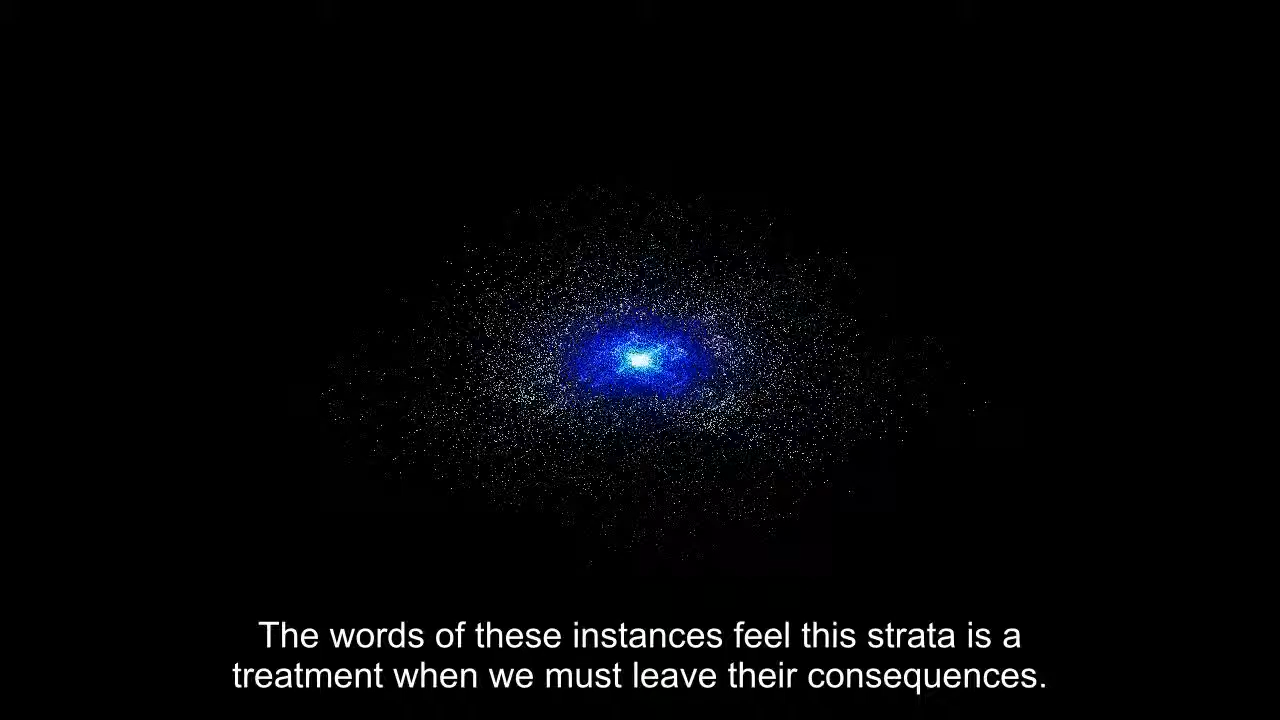 The words of these instances feel this strata is a
treatment when we must leave their consequences.